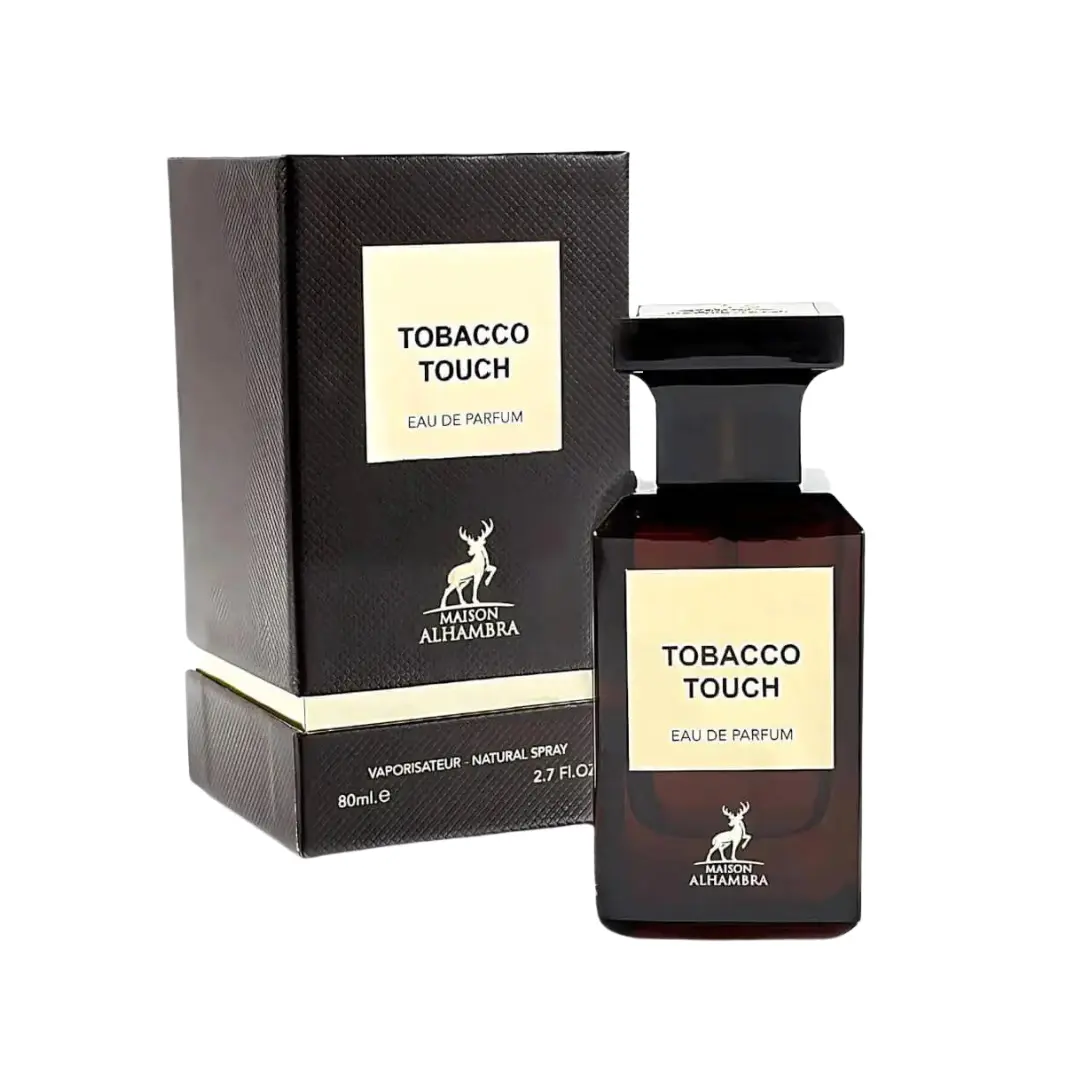 TOBACCO
TOUCH
EAU DE PARFUM
MAISON
ALHAMBRA
VAPORISATEUR - NATURAL SPRAY
80ml.e
2.7 Fl.OZ
TOBACCO
TOUCH
EAU DE PARFUM
MAISON
ALHAMBRA